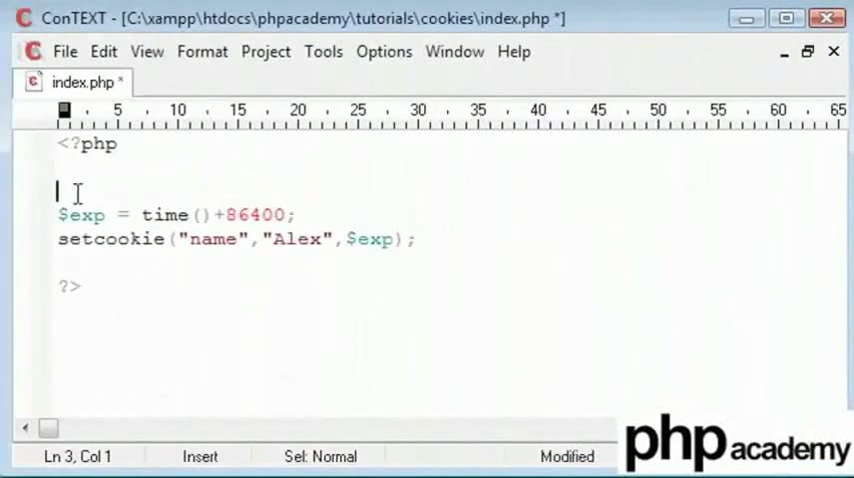 ConTEXT - [C:\xampp\htdocs\phpacademy\tutorials\cookies\index.php *]
File Edit View Format Project Tools Options Window Help
index.php *
5 10 15 20 25 30 35 40 45 50 55 60 65
<?php
$exp = time()+86400;
setcookie("name","Alex",$exp);
?>
Ln 3, Col 1 Insert Sel: Normal Modified
php academy